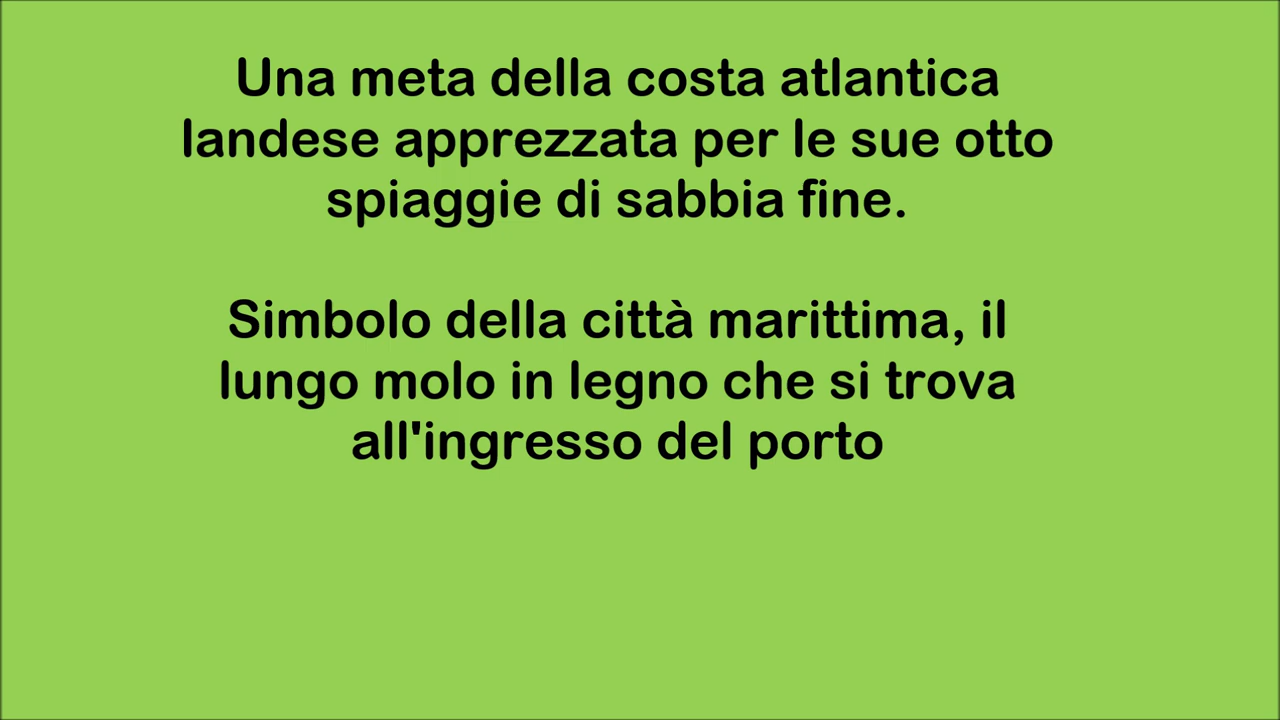 Una meta della costa atlantica
landese apprezzata per le sue otto
spiaggie di sabbia fine.
Simbolo della città marittima, il
lungo molo in legno che si trova
all'ingresso del porto